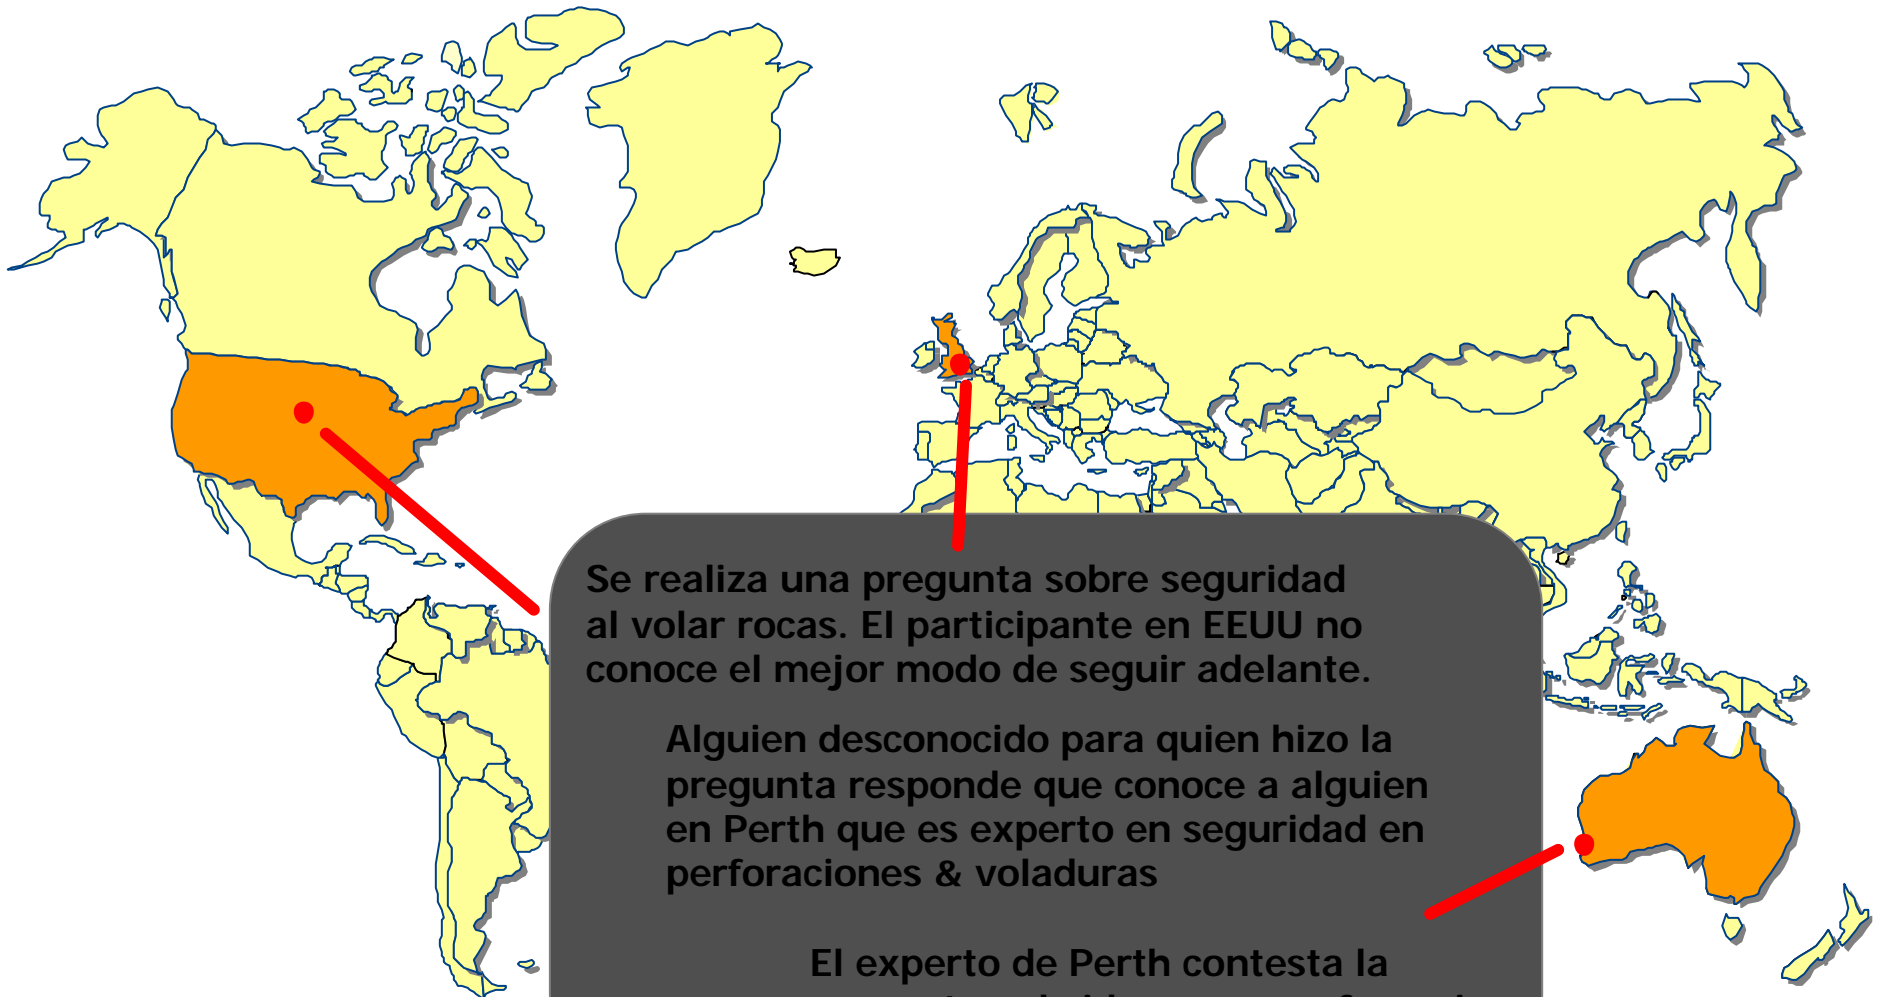 Se realiza una pregunta sobre seguridad
al volar rocas. El participante en EEUU no
conoce el mejor modo de seguir adelante.
Alguien desconocido para quien hizo la
pregunta responde que conoce a alguien
en Perth que es experto en seguridad en
perforaciones & voladuras
El experto de Perth contesta la